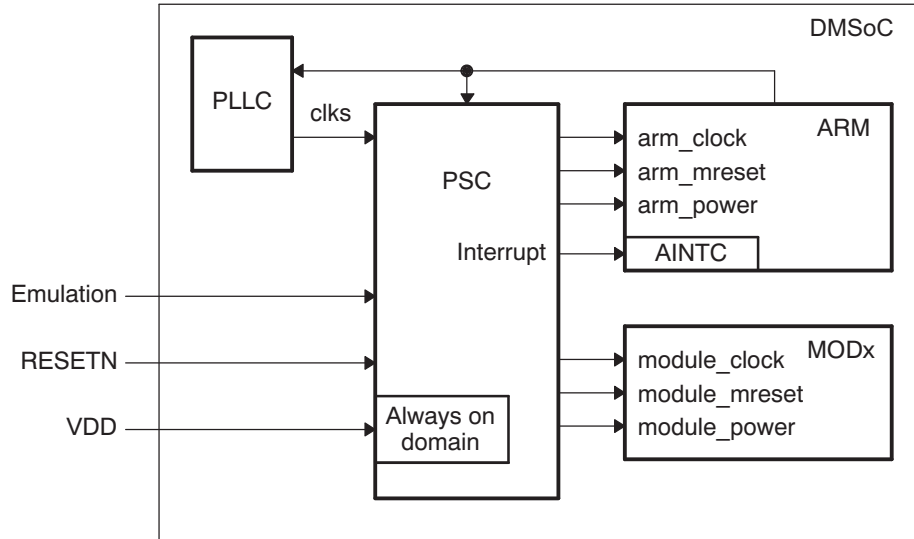 DMSoC
PLLC
clks
PSC
ARM
arm_clock
arm_mreset
arm_power
Interrupt
AINTC
Emulation
RESETN
VDD
Always on
domain
MODx
module_clock
module_mreset
module_power